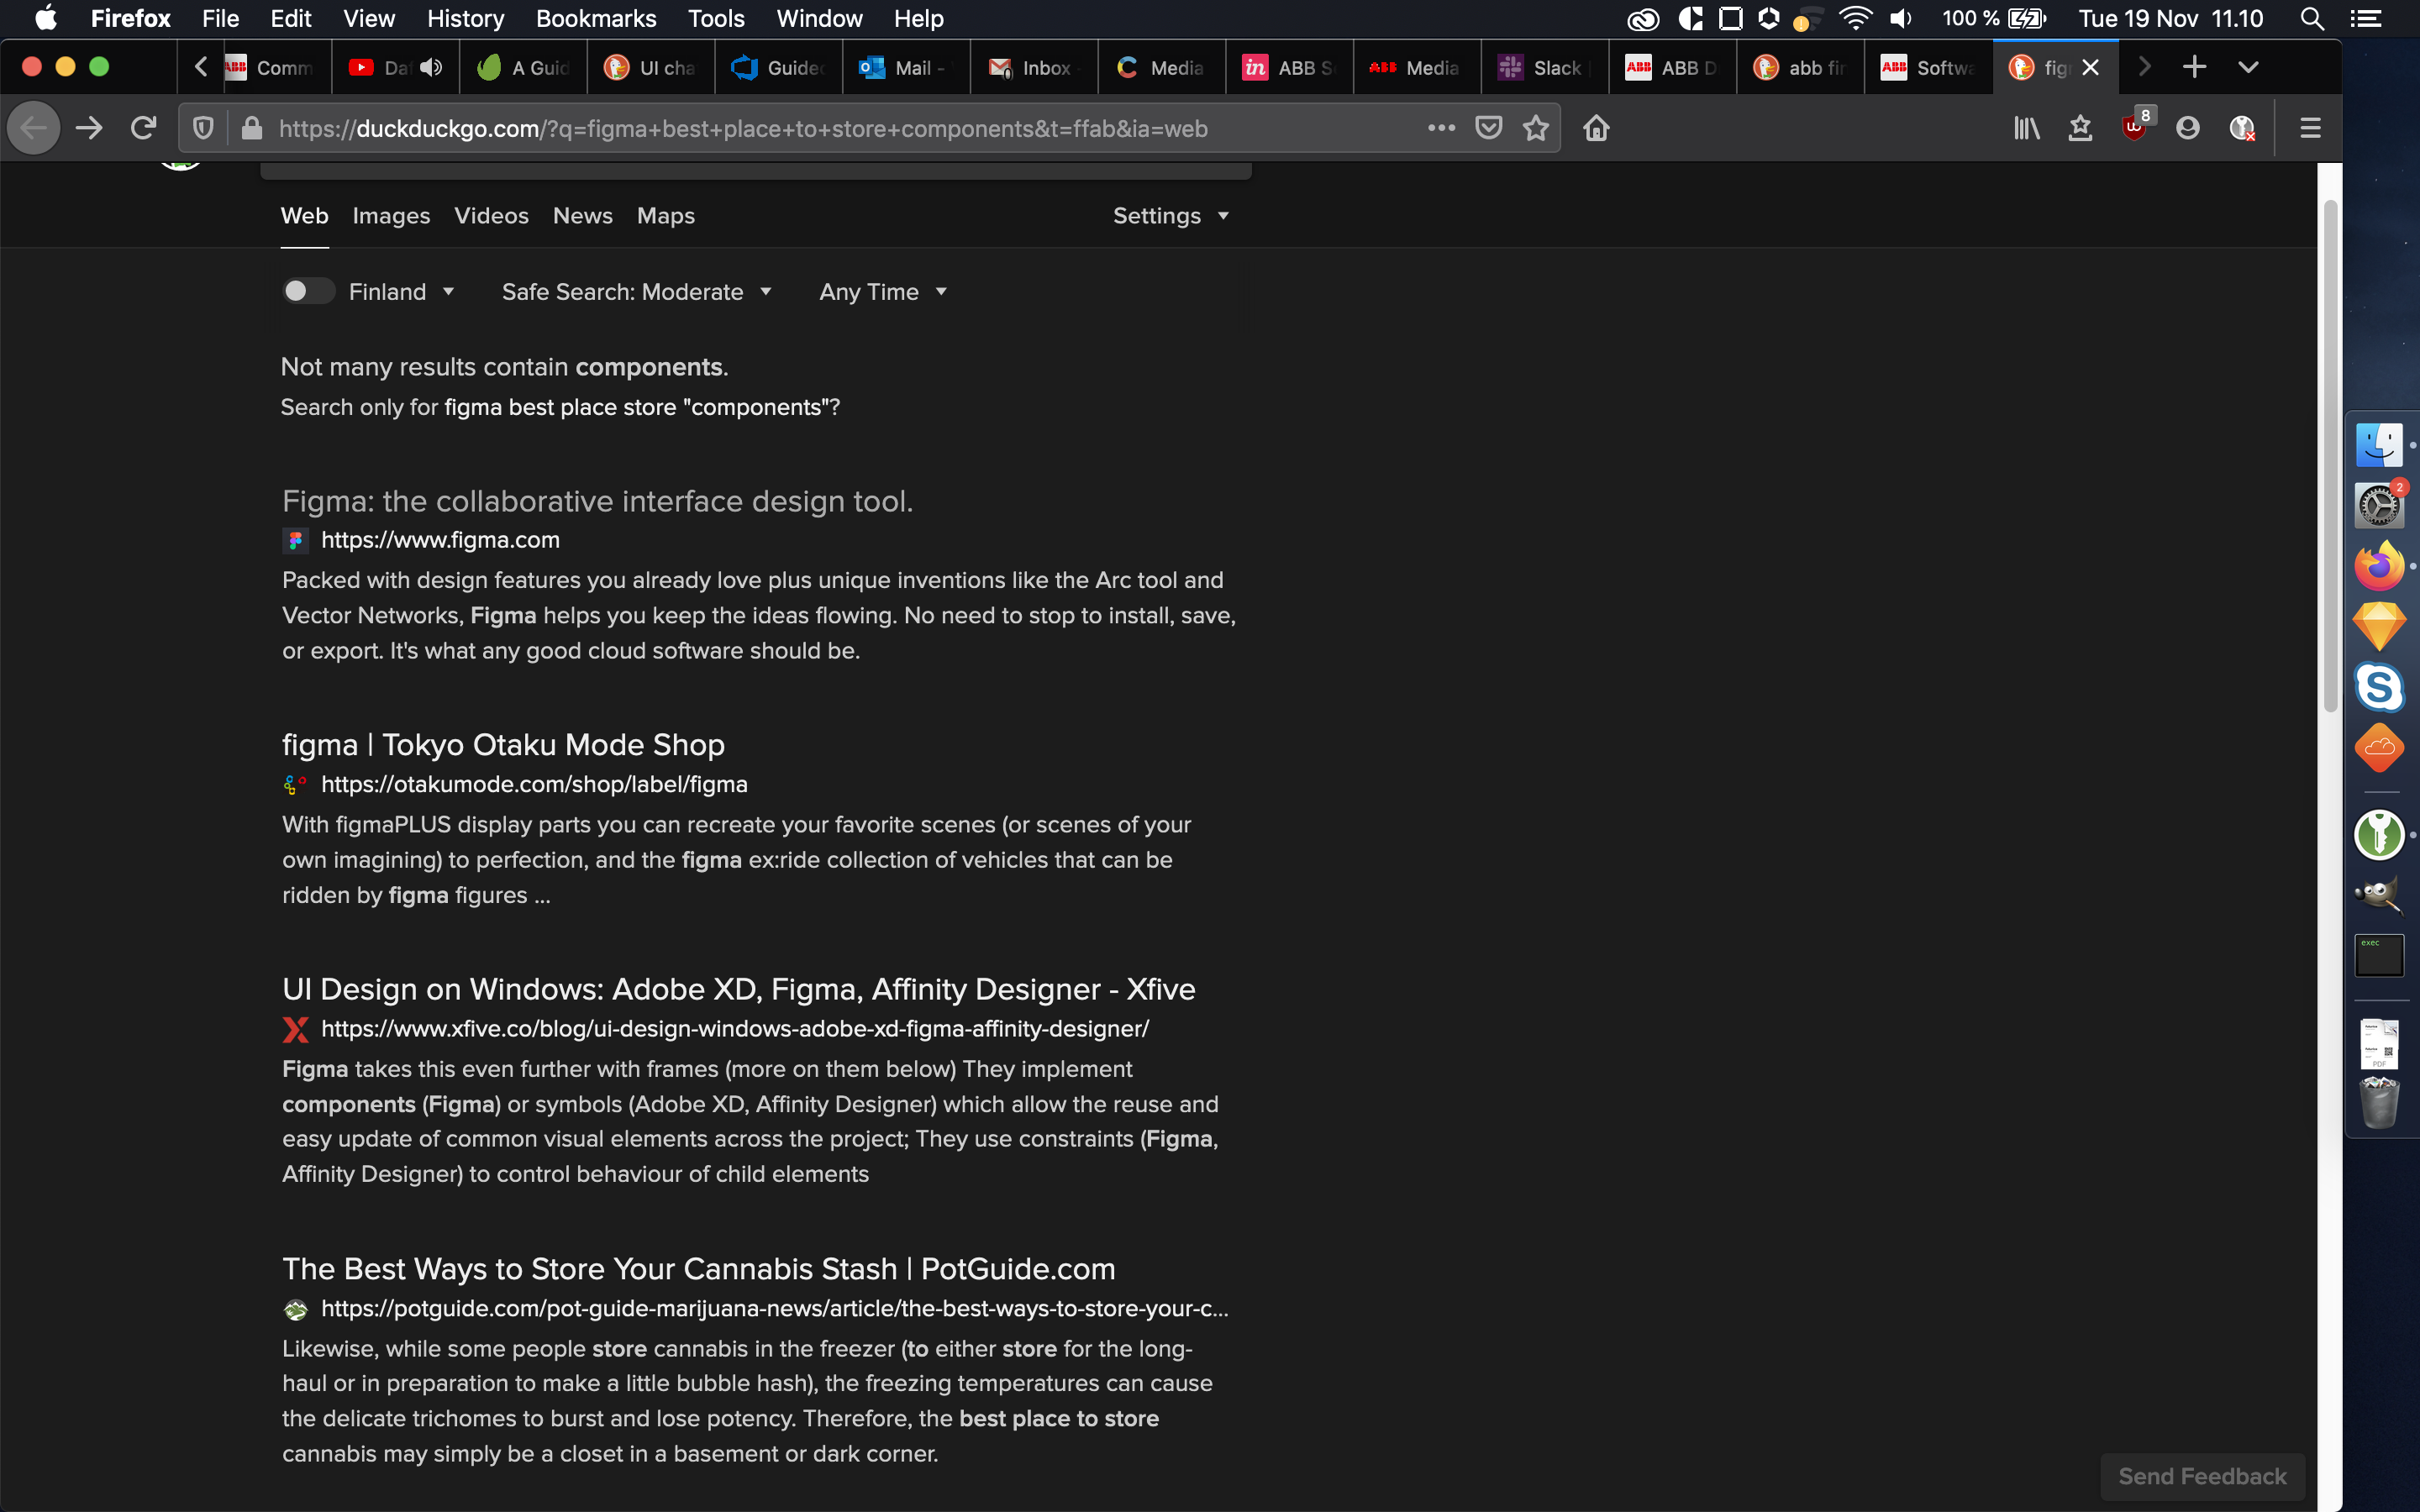 Firefox File Edit View History Bookmarks Tools Window Help 100 % Tue 19 Nov 11.10
ABB Comm Daf A Guid UI cha Guided Mail - Inbox Media in ABB S ABB Media Slack ABB ABB D abb fin ABB Softwa figm
https://duckduckgo.com/?q=figma+best+place+to+store+components&t=ffab&ia=web 8
Web Images Videos News Maps Settings
Finland Safe Search: Moderate Any Time
Not many results contain components.
Search only for figma best place store "components"?
Figma: the collaborative interface design tool.
https://www.figma.com
Packed with design features you already love plus unique inventions like the Arc tool and
Vector Networks, Figma helps you keep the ideas flowing. No need to stop to install, save,
or export. It's what any good cloud software should be.
figma | Tokyo Otaku Mode Shop
https://otakumode.com/shop/label/figma
With figmaPLUS display parts you can recreate your favorite scenes (or scenes of your
own imagining) to perfection, and the figma ex:ride collection of vehicles that can be
ridden by figma figures ...
UI Design on Windows: Adobe XD, Figma, Affinity Designer - Xfive
https://www.xfive.co/blog/ui-design-windows-adobe-xd-figma-affinity-designer/
Figma takes this even further with frames (more on them below) They implement
components (Figma) or symbols (Adobe XD, Affinity Designer) which allow the reuse and
easy update of common visual elements across the project; They use constraints (Figma,
Affinity Designer) to control behaviour of child elements
The Best Ways to Store Your Cannabis Stash | PotGuide.com
https://potguide.com/pot-guide-marijuana-news/article/the-best-ways-to-store-your-c...
Likewise, while some people store cannabis in the freezer (to either store for the long-
haul or in preparation to make a little bubble hash), the freezing temperatures can cause
the delicate trichomes to burst and lose potency. Therefore, the best place to store
cannabis may simply be a closet in a basement or dark corner.
Send Feedback
2
exec
PDF